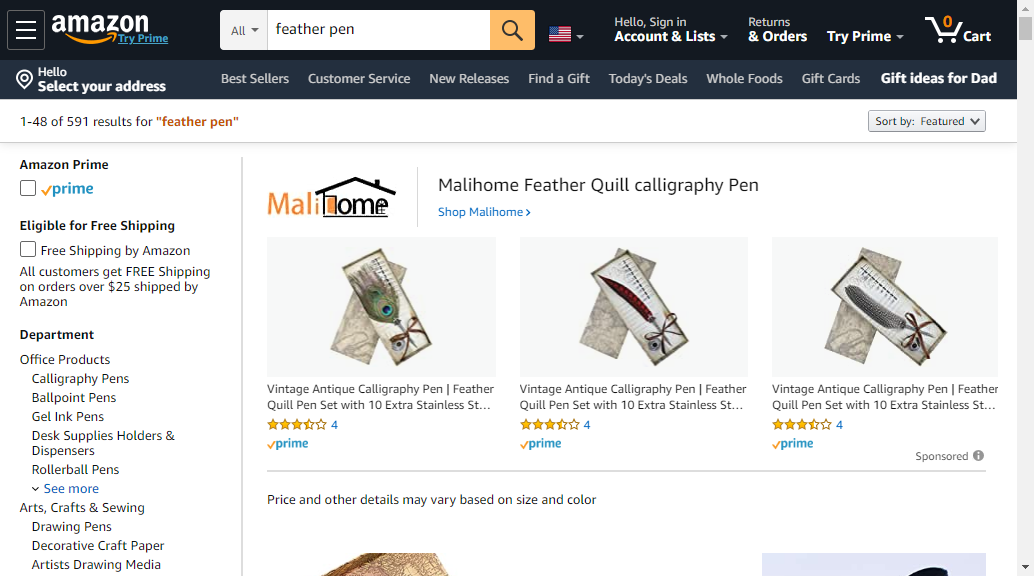 amazon
Try Prime
All
feather pen
Hello, Sign in
Account & Lists
Returns
& Orders
Try Prime
0
Cart
Hello
Select your address
Best Sellers
Customer Service
New Releases
Find a Gift
Today's Deals
Whole Foods
Gift Cards
Gift ideas for Dad
1-48 of 591 results for "feather pen"
Sort by: Featured
Amazon Prime
prime
Eligible for Free Shipping
Free Shipping by Amazon
All customers get FREE Shipping
on orders over $25 shipped by
Amazon
Department
Office Products
Calligraphy Pens
Ballpoint Pens
Gel Ink Pens
Desk Supplies Holders &
Dispensers
Rollerball Pens
See more
Arts, Crafts & Sewing
Drawing Pens
Decorative Craft Paper
Artists Drawing Media
MaliHome
Malihome Feather Quill calligraphy Pen
Shop Malihome ›
Vintage Antique Calligraphy Pen | Feather
Quill Pen Set with 10 Extra Stainless St...
4
prime
Vintage Antique Calligraphy Pen | Feather
Quill Pen Set with 10 Extra Stainless St...
4
prime
Vintage Antique Calligraphy Pen | Feather
Quill Pen Set with 10 Extra Stainless St...
4
prime
Sponsored
Price and other details may vary based on size and color